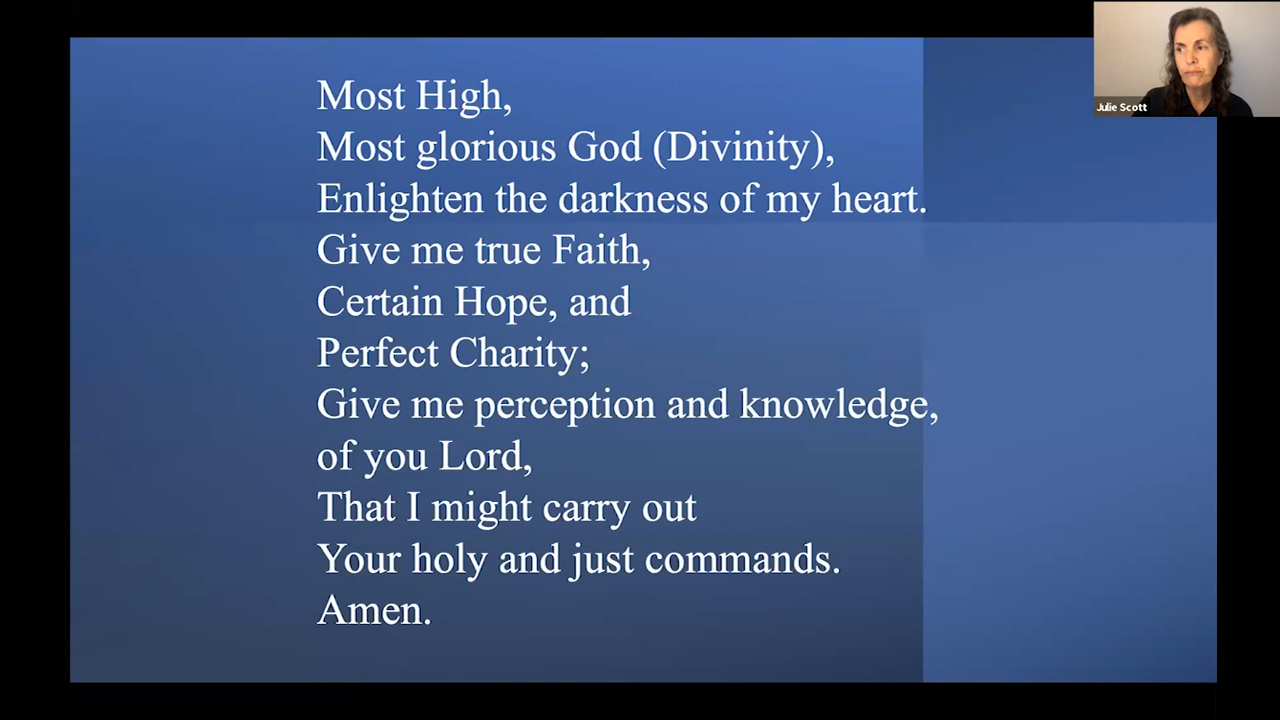 Most High,
Most glorious God (Divinity),
Enlighten the darkness of my heart.
Give me true Faith,
Certain Hope, and
Perfect Charity;
Give me perception and knowledge,
of you Lord,
That I might carry out
Your holy and just commands.
Amen.
Julie Scott